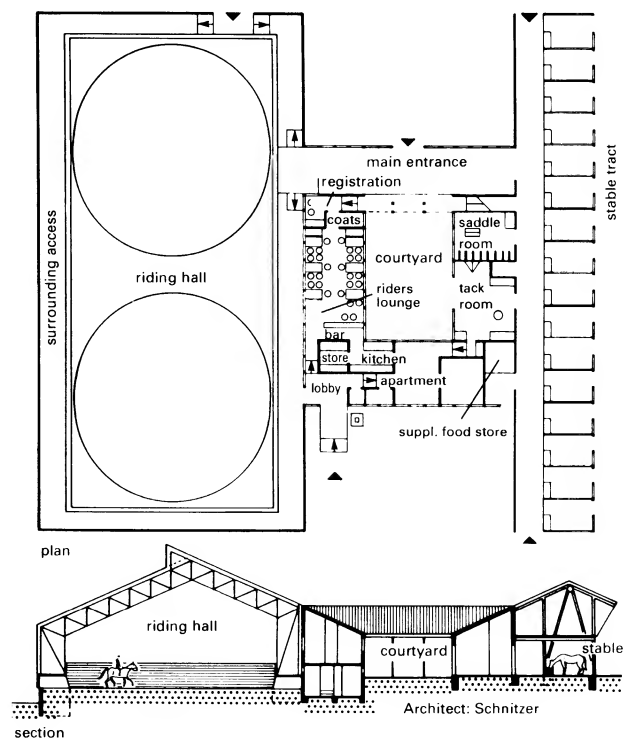 main entrance
registration
coats
saddle
room
courtyard
riders
lounge
tack
room
riding hall
surrounding access
stable tract
bar
store
kitchen
lobby
apartment
suppl. food store
plan
riding hall
courtyard
stable
Architect: Schnitzer
section